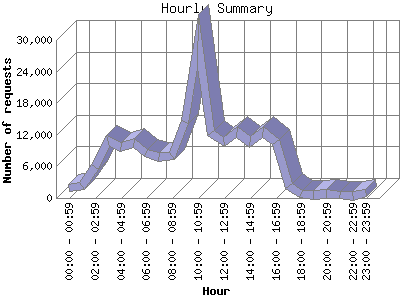 Hourly Summary
Number of requests
30,000
24,000
18,000
12,000
6,000
0
00:00 - 00:59
02:00 - 02:59
04:00 - 04:59
06:00 - 06:59
08:00 - 08:59
10:00 - 10:59
12:00 - 12:59
14:00 - 14:59
16:00 - 16:59
18:00 - 18:59
20:00 - 20:59
22:00 - 22:59
23:00 - 23:59
Hour